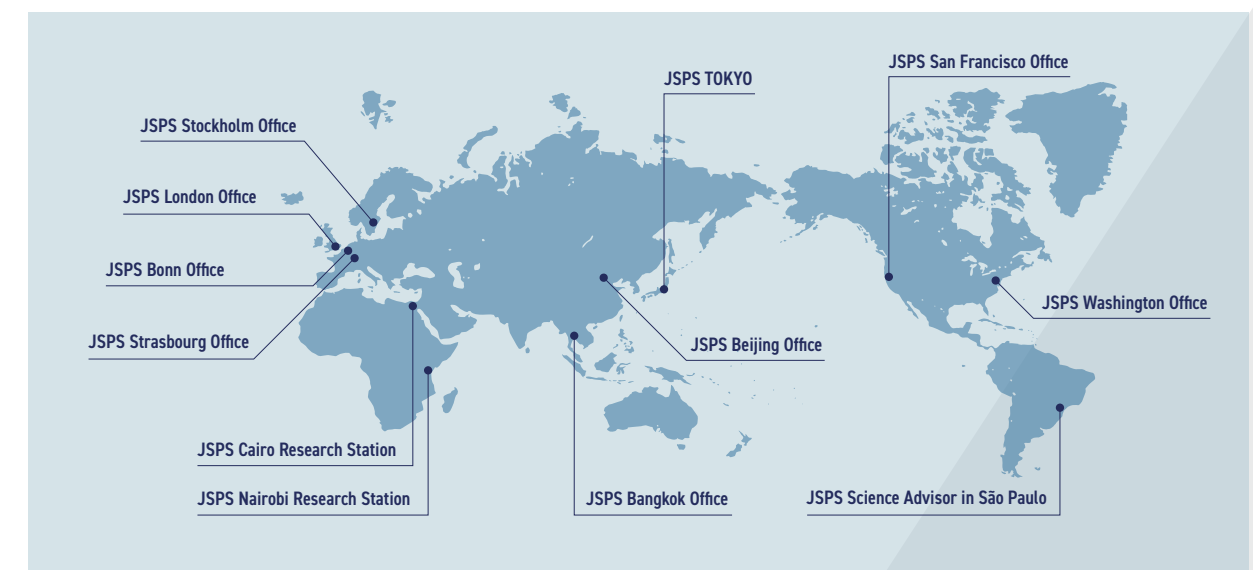 JSPS San Francisco Office
JSPS TOKYO
JSPS Stockholm Office
JSPS London Office
JSPS Bonn Office
JSPS Washington Office
JSPS Strasbourg Office
JSPS Beijing Office
JSPS Cairo Research Station
JSPS Nairobi Research Station
JSPS Bangkok Office
JSPS Science Advisor in São Paulo